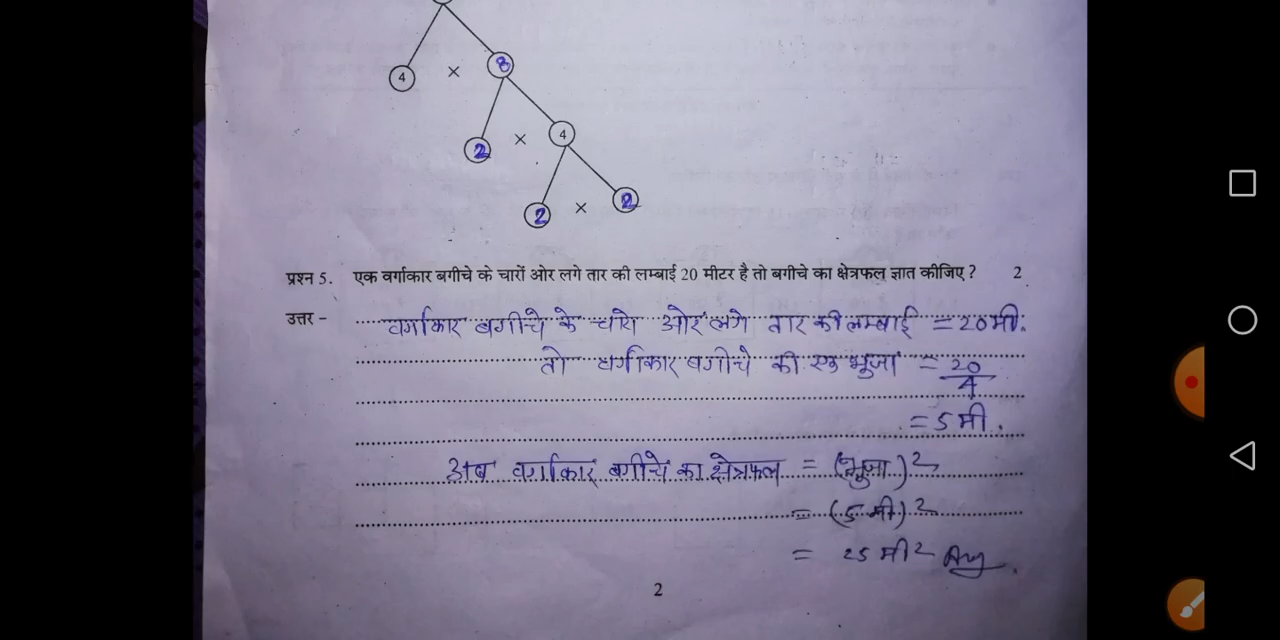 4 × 8
2 × 4
2 × 2
प्रश्न 5. एक वर्गाकार बगीचे के चारों ओर लगे तार की लम्बाई 20 मीटर है तो बगीचे का क्षेत्रफल ज्ञात कीजिए ? 2
उत्तर – वर्गाकार बगीचे के चारो ओर लगे तार की लम्बाई = 20 मी.
तो वर्गाकार बगीचे की एक भुजा = 20/4
= 5 मी.
अब वर्गाकार बगीचे का क्षेत्रफल = (भुजा)2
= (5 मी)2
= 25 मी2 Ans.
2